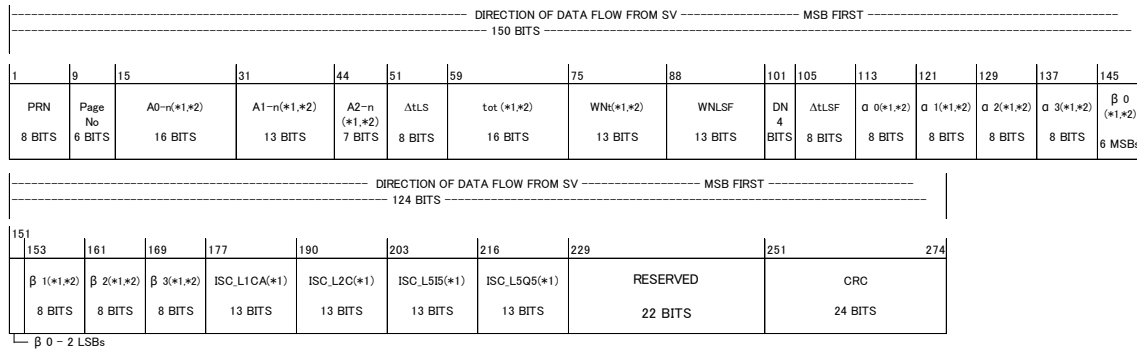 DIRECTION OF DATA FLOW FROM SV MSB FIRST
150 BITS
1 9 15 31 44 51 59 75 88 101 105 113 121 129 137 145
PRN Page A0-n(*1,*2) A1-n(*1,*2) A2-n ΔtLS tot (*1,*2) WNt(*1,*2) WNLSF DN ΔtLSF α 0(*1,*2) α 1(*1,*2) α 2(*1,*2) α 3(*1,*2) β 0
No (*1,*2) 4 (*1,*2)
8 BITS 6 BITS 16 BITS 13 BITS 7 BITS 8 BITS 16 BITS 13 BITS 13 BITS BITS 8 BITS 8 BITS 8 BITS 8 BITS 8 BITS 6 MSBs
DIRECTION OF DATA FLOW FROM SV MSB FIRST
124 BITS
151
153 161 169 177 190 203 216 229 251 274
β 1(*1,*2) β 2(*1,*2) β 3(*1,*2) ISC_L1CA(*1) ISC_L2C(*1) ISC_L5I5(*1) ISC_L5Q5(*1) RESERVED CRC
8 BITS 8 BITS 8 BITS 13 BITS 13 BITS 13 BITS 13 BITS 22 BITS 24 BITS
β 0 - 2 LSBs